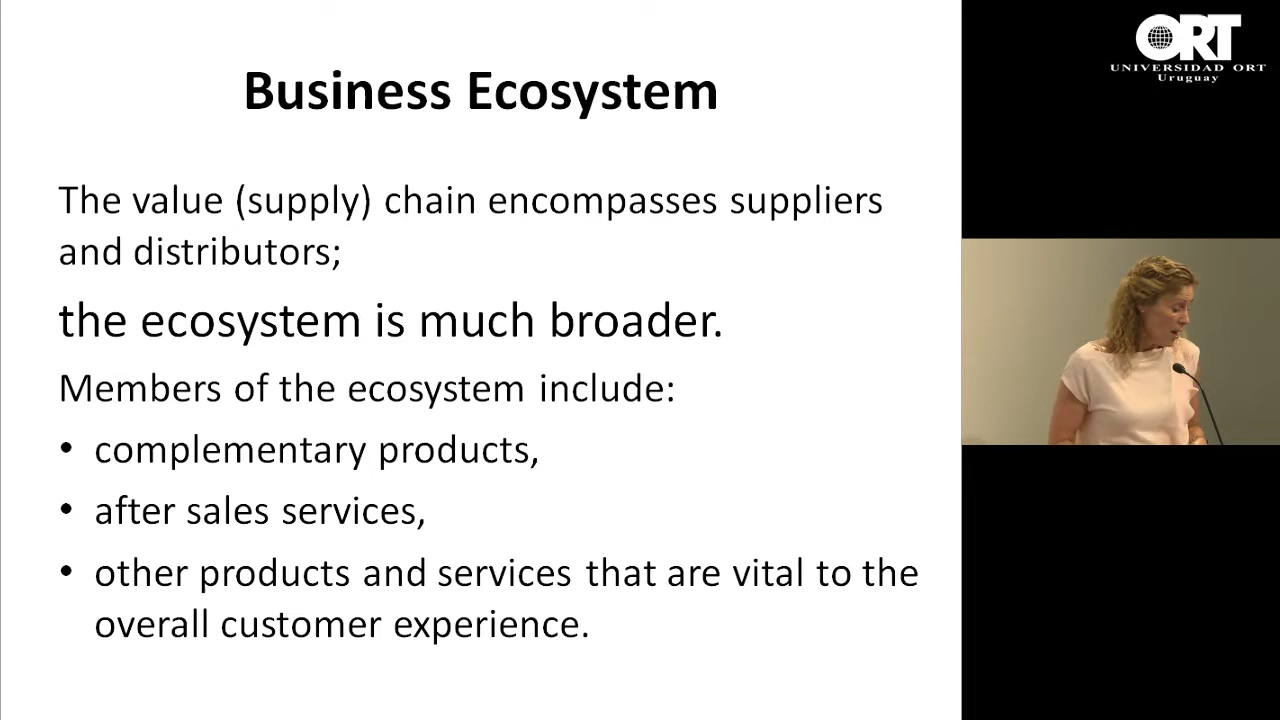 Business Ecosystem
The value (supply) chain encompasses suppliers
and distributors;
the ecosystem is much broader.
Members of the ecosystem include:
• complementary products,
• after sales services,
• other products and services that are vital to the
overall customer experience.
ORT
UNIVERSIDAD ORT
Uruguay